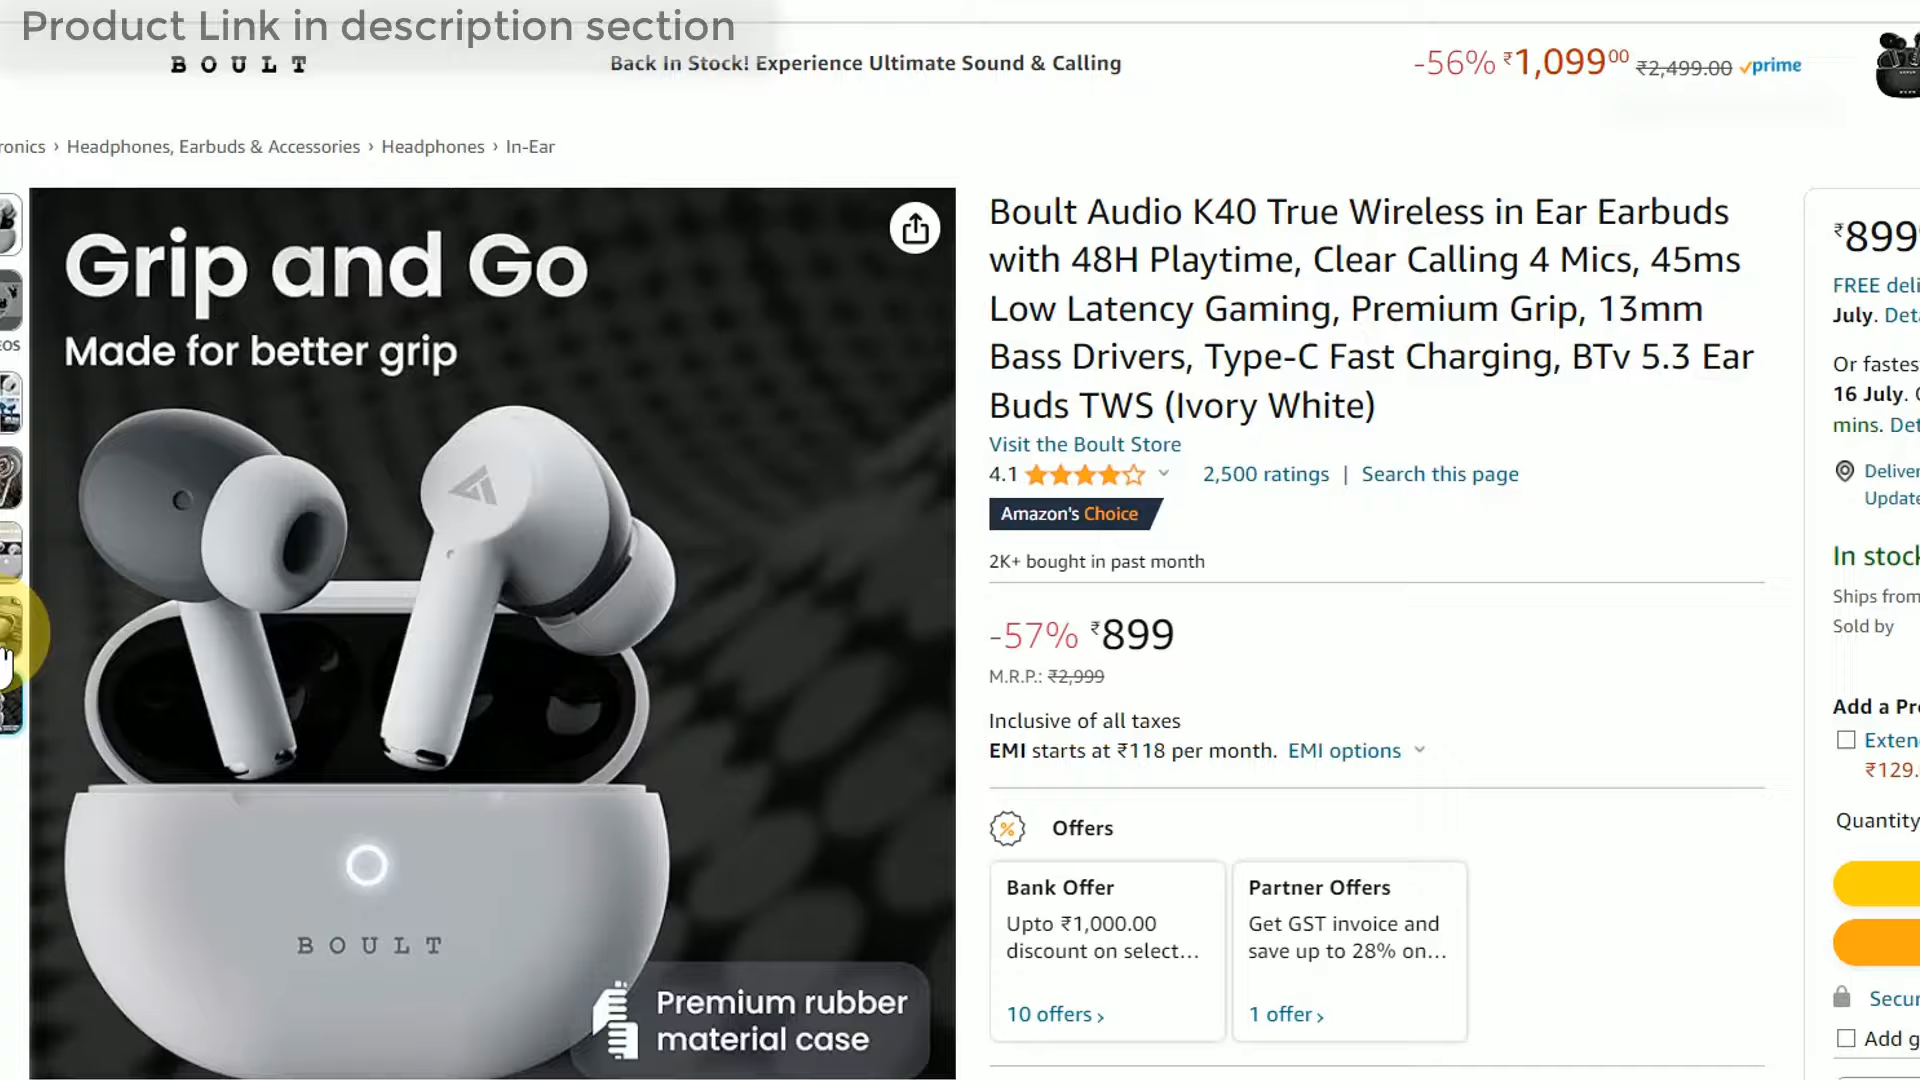 Product Link in description section
BOULT
Back In Stock! Experience Ultimate Sound & Calling
-56% ₹1,09900 ₹2,499.00 prime
ronics › Headphones, Earbuds & Accessories › Headphones › In-Ear
Grip and Go
Made for better grip
BOULT
Premium rubber
material case
OS
Boult Audio K40 True Wireless in Ear Earbuds
with 48H Playtime, Clear Calling 4 Mics, 45ms
Low Latency Gaming, Premium Grip, 13mm
Bass Drivers, Type-C Fast Charging, BTv 5.3 Ear
Buds TWS (Ivory White)
Visit the Boult Store
4.1 2,500 ratings | Search this page
Amazon's Choice
2K+ bought in past month
-57% ₹899
M.R.P.: ₹2,999
Inclusive of all taxes
EMI starts at ₹118 per month. EMI options
Offers
Bank Offer
Upto ₹1,000.00
discount on select...
10 offers ›
Partner Offers
Get GST invoice and
save up to 28% on...
1 offer ›
₹899
FREE deli
July. Deta
Or fastes
16 July.
mins. Det
Deliver
Update
In stock
Ships from
Sold by
Add a Pr
Exten
₹129.
Quantity
Secur
Add g